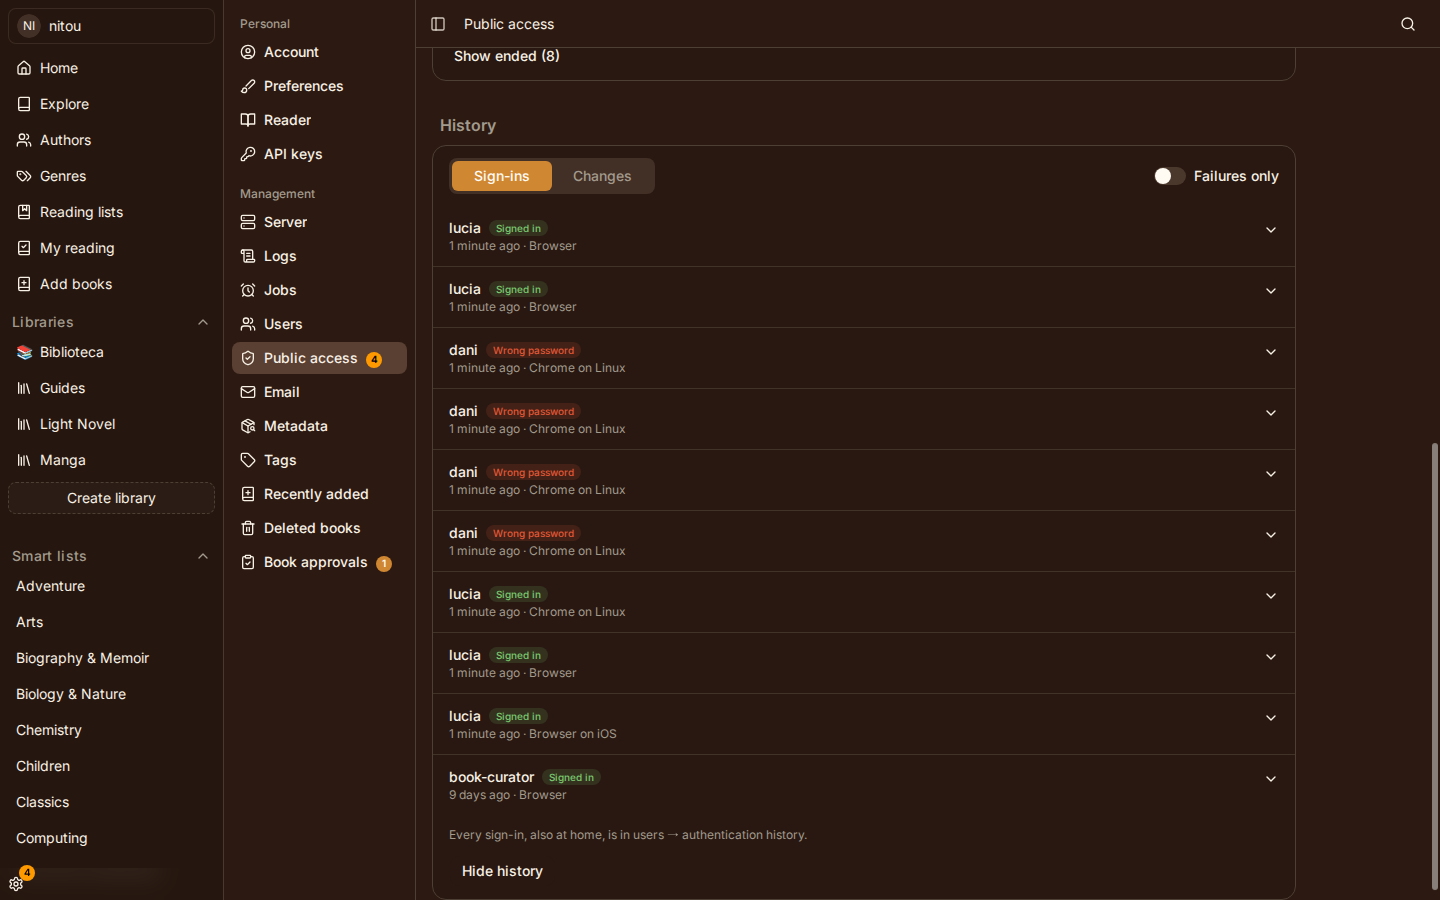 NI nitou
Home
Explore
Authors
Genres
Reading lists
My reading
Add books
Libraries
Biblioteca
Guides
Light Novel
Manga
Create library
Smart lists
Adventure
Arts
Biography & Memoir
Biology & Nature
Chemistry
Children
Classics
Computing
4
Personal
Account
Preferences
Reader
API keys
Management
Server
Logs
Jobs
Users
Public access 4
Email
Metadata
Tags
Recently added
Deleted books
Book approvals 1
Public access
Show ended (8)
History
Sign-ins Changes Failures only
lucia Signed in
1 minute ago · Browser
lucia Signed in
1 minute ago · Browser
dani Wrong password
1 minute ago · Chrome on Linux
dani Wrong password
1 minute ago · Chrome on Linux
dani Wrong password
1 minute ago · Chrome on Linux
dani Wrong password
1 minute ago · Chrome on Linux
lucia Signed in
1 minute ago · Chrome on Linux
lucia Signed in
1 minute ago · Browser
lucia Signed in
1 minute ago · Browser on iOS
book-curator Signed in
9 days ago · Browser
Every sign-in, also at home, is in users → authentication history.
Hide history